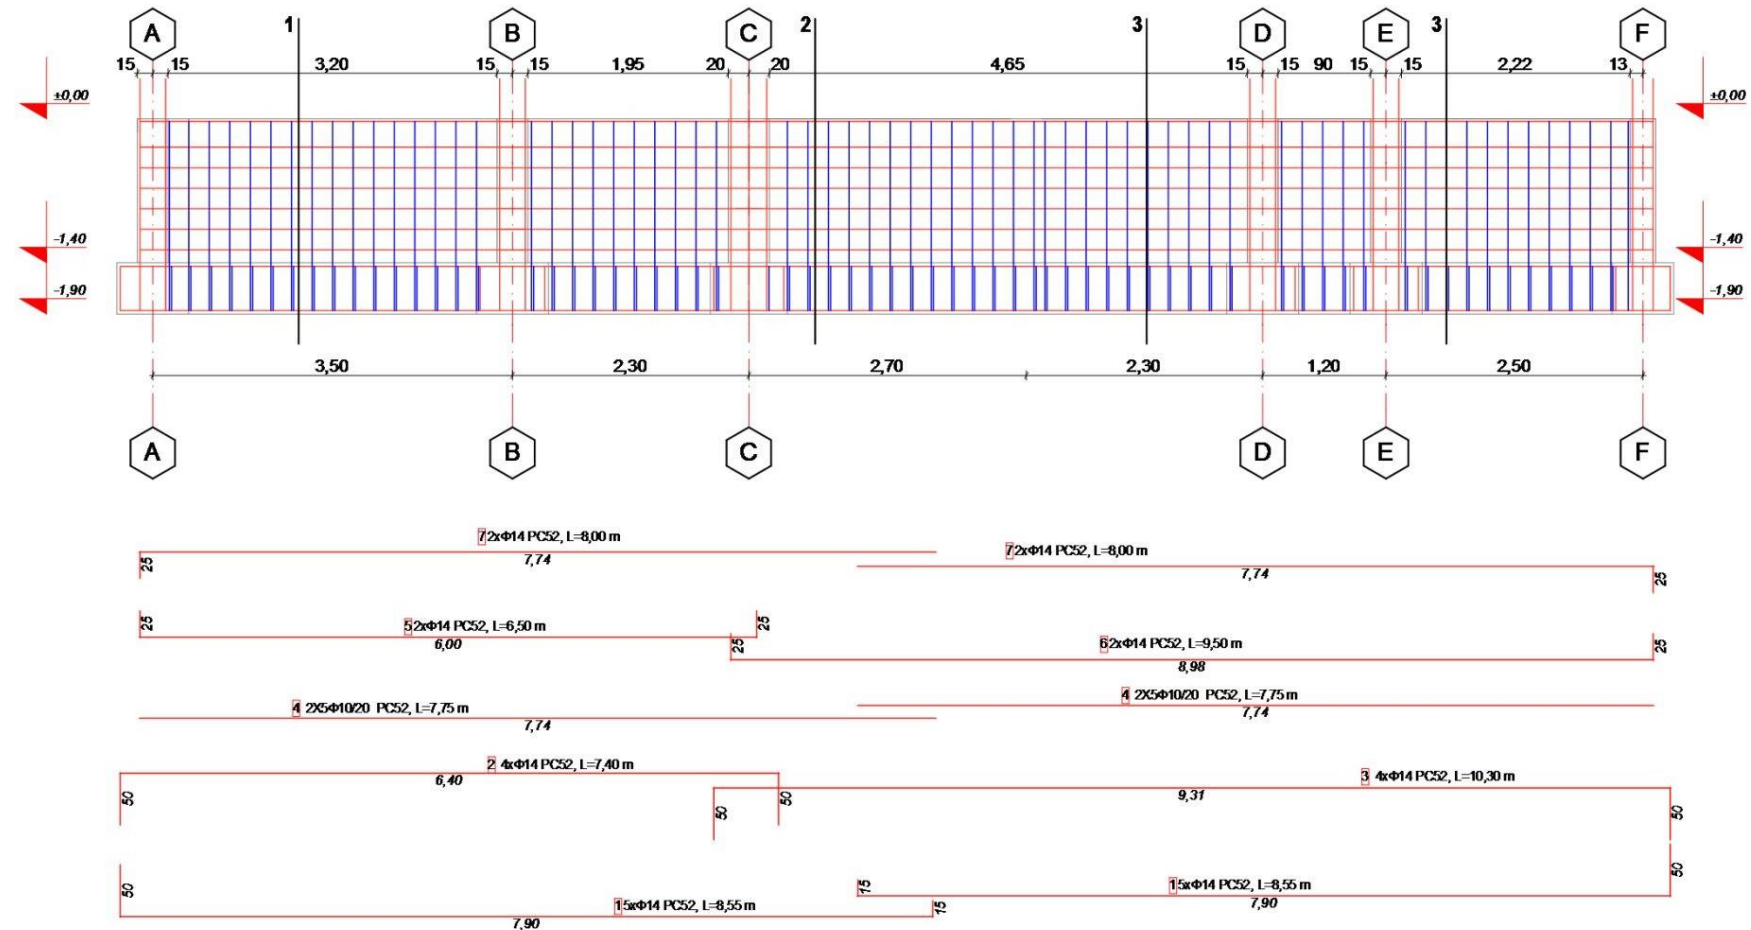 A 1 B C 2 3 D E 3 F
15 15 3,20 15 15 1,95 20 20 4,65 15 15 90 15 15 2,22 13
±0,00 ±0,00
-1,40 -1,40
-1,90 -1,90
3,50 2,30 2,70 2,30 1,20 2,50
A B C D E F
7 2xΦ14 PC52, L=8,00 m
7,74
25
7 2xΦ14 PC52, L=8,00 m
7,74
25
25
5 2xΦ14 PC52, L=6,50 m
6,00
25
25
6 2xΦ14 PC52, L=9,50 m
8,98
25
4 2X5Φ10/20 PC52, L=7,75 m
7,74
4 2X5Φ10/20 PC52, L=7,75 m
7,74
2 4xΦ14 PC52, L=7,40 m
6,40
50
50
3 4xΦ14 PC52, L=10,30 m
9,31
50
50
50
1 5xΦ14 PC52, L=8,55 m
7,90
15
15
1 5xΦ14 PC52, L=8,55 m
7,90
50